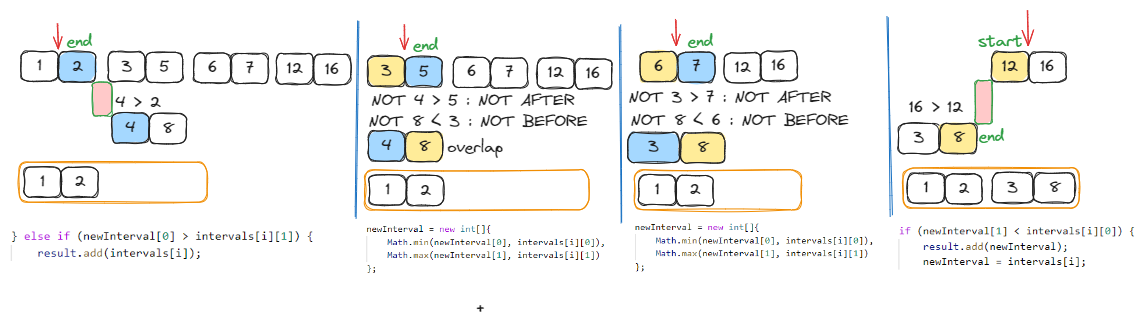 end
1 2 3 5 6 7 12 16
4 > 2
4 8
1 2
} else if (newInterval[0] > intervals[i][1]) {
result.add(intervals[i]);
end
3 5 6 7 12 16
NOT 4 > 5 : NOT AFTER
NOT 8 < 3 : NOT BEFORE
4 8 overlap
1 2
newInterval = new int[]{
Math.min(newInterval[0], intervals[i][0]),
Math.max(newInterval[1], intervals[i][1])
};
end
6 7 12 16
NOT 3 > 7 : NOT AFTER
NOT 8 < 6 : NOT BEFORE
3 8
1 2
newInterval = new int[]{
Math.min(newInterval[0], intervals[i][0]),
Math.max(newInterval[1], intervals[i][1])
};
start
12 16
16 > 12
3 8 end
1 2 3 8
if (newInterval[1] < intervals[i][0]) {
result.add(newInterval);
newInterval = intervals[i];
+